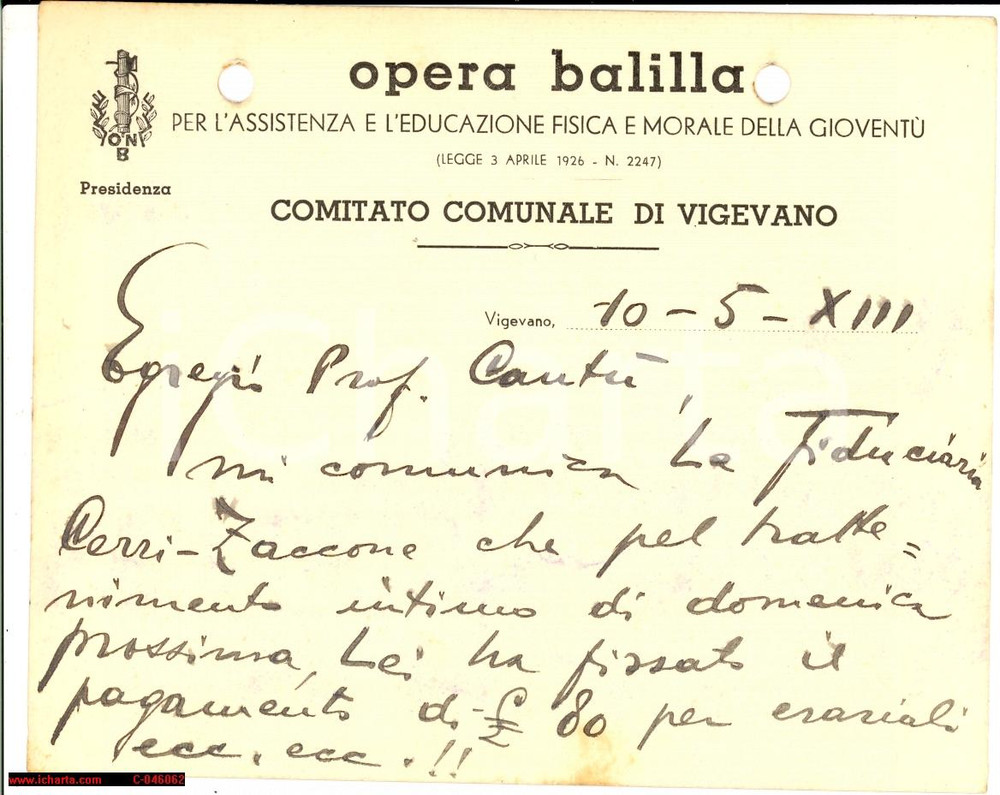 opera balilla
PER L'ASSISTENZA E L'EDUCAZIONE FISICA E MORALE DELLA GIOVENTÙ
(LEGGE 3 APRILE 1926 - N. 2247)
ONB
Presidenza
COMITATO COMUNALE DI VIGEVANO
Vigevano, 10 - 5 - XIII
Egregio Prof. Cantù,
mi comunica la Fiduciaria
Cerri-Zaccone che pel tratte=
nimento intimo di domenica
prossima, Lei ha fissato il
pagamento di £ 80 per
ecc. ecc. !!
iCharta
www.icharta.com C-046062